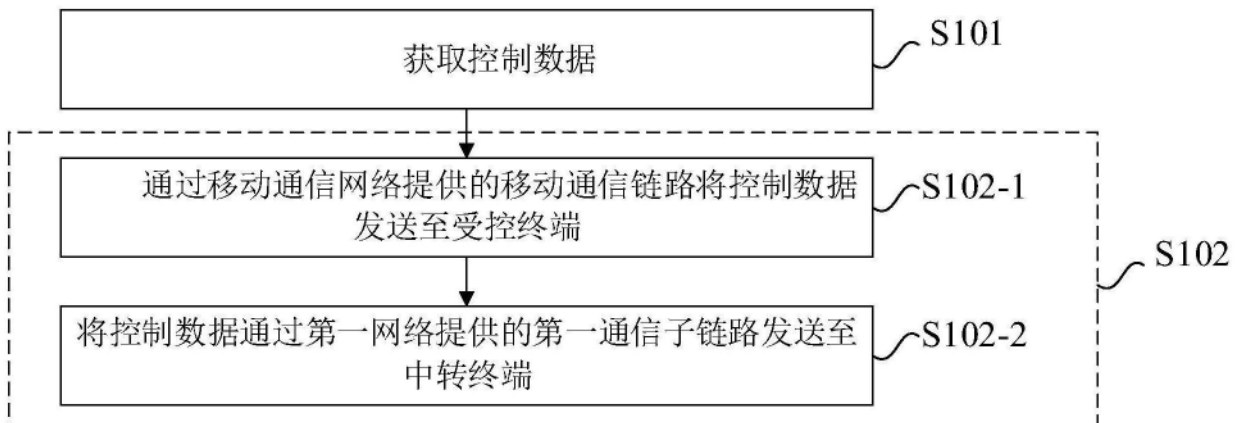 获取控制数据
S101
通过移动通信网络提供的移动通信链路将控制数据
发送至受控终端
S102-1
S102
将控制数据通过第一网络提供的第一通信子链路发送至
中转终端
S102-2